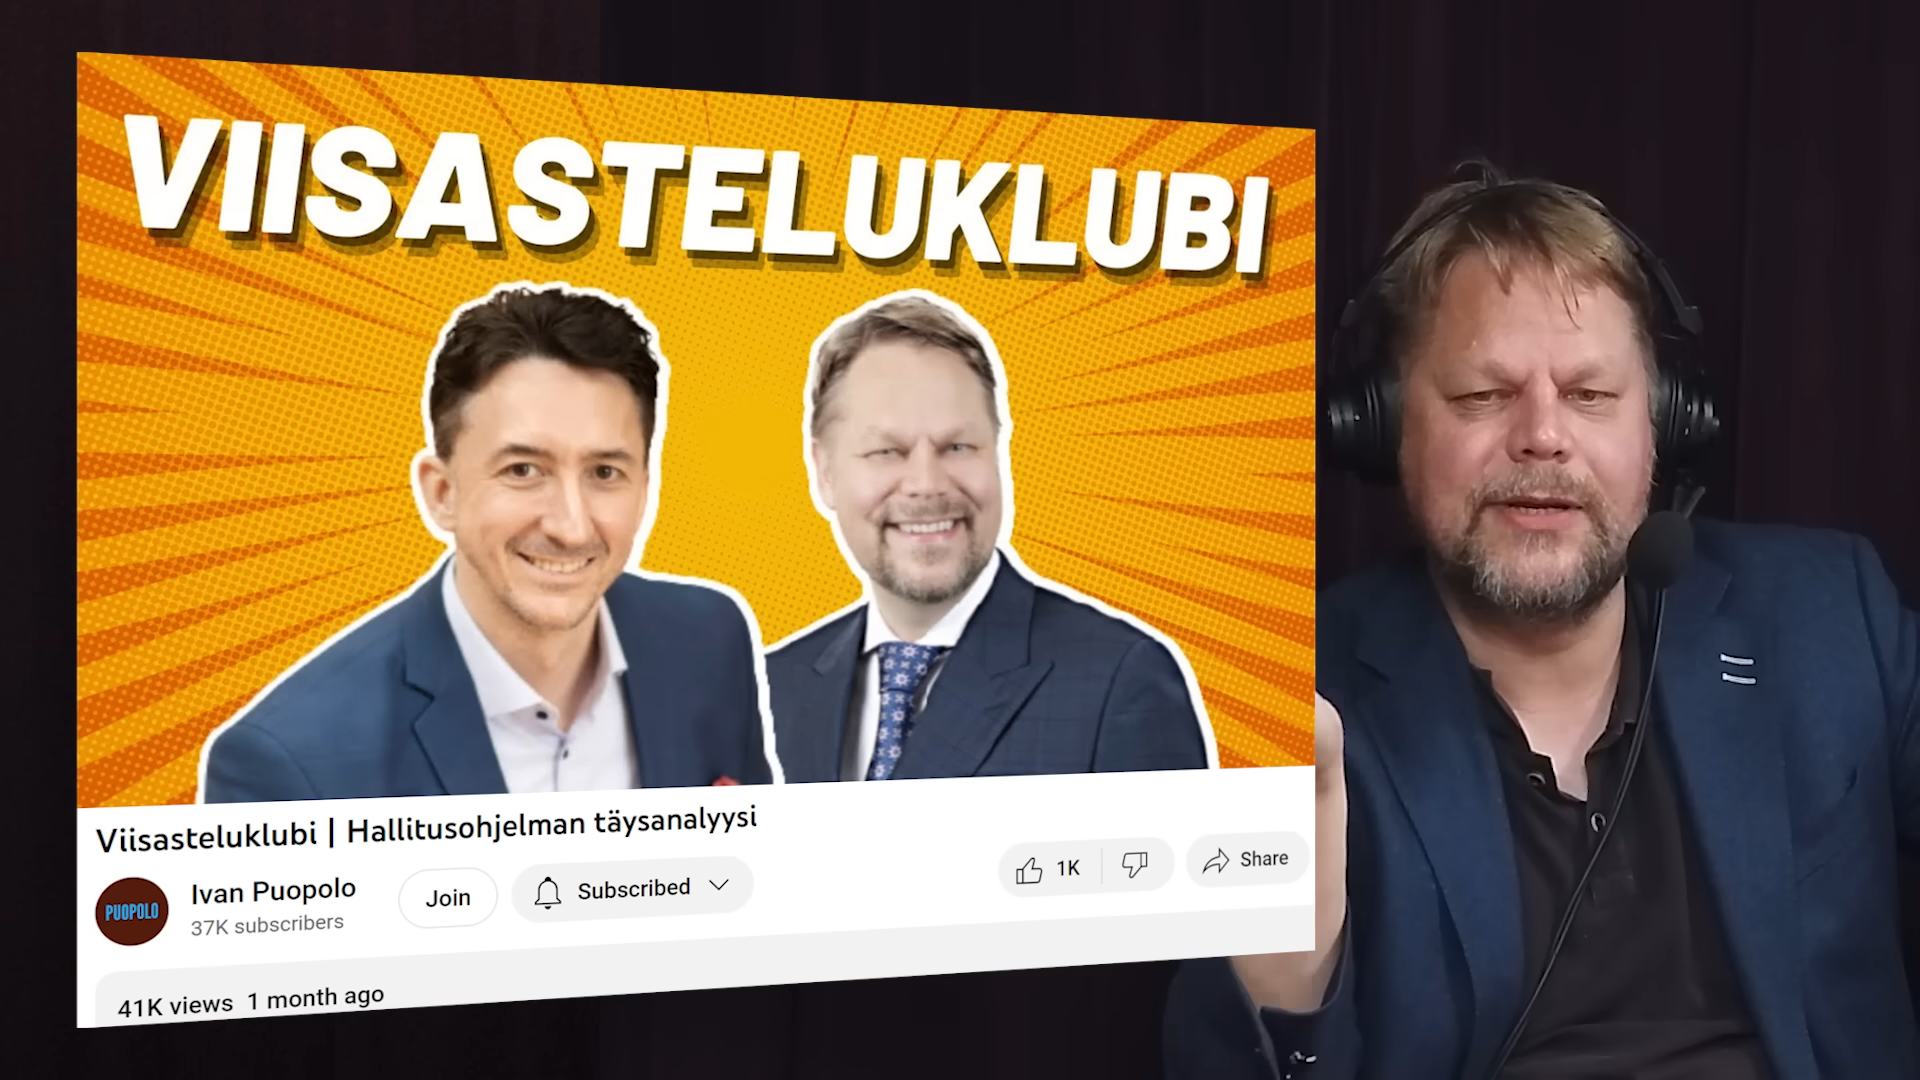 VIISASTELUKLUBI
Viisasteluklubi | Hallitusohjelman täysanalyysi
PUOPOLO
Ivan Puopolo
37K subscribers
Join
Subscribed
1K
Share
41K views 1 month ago